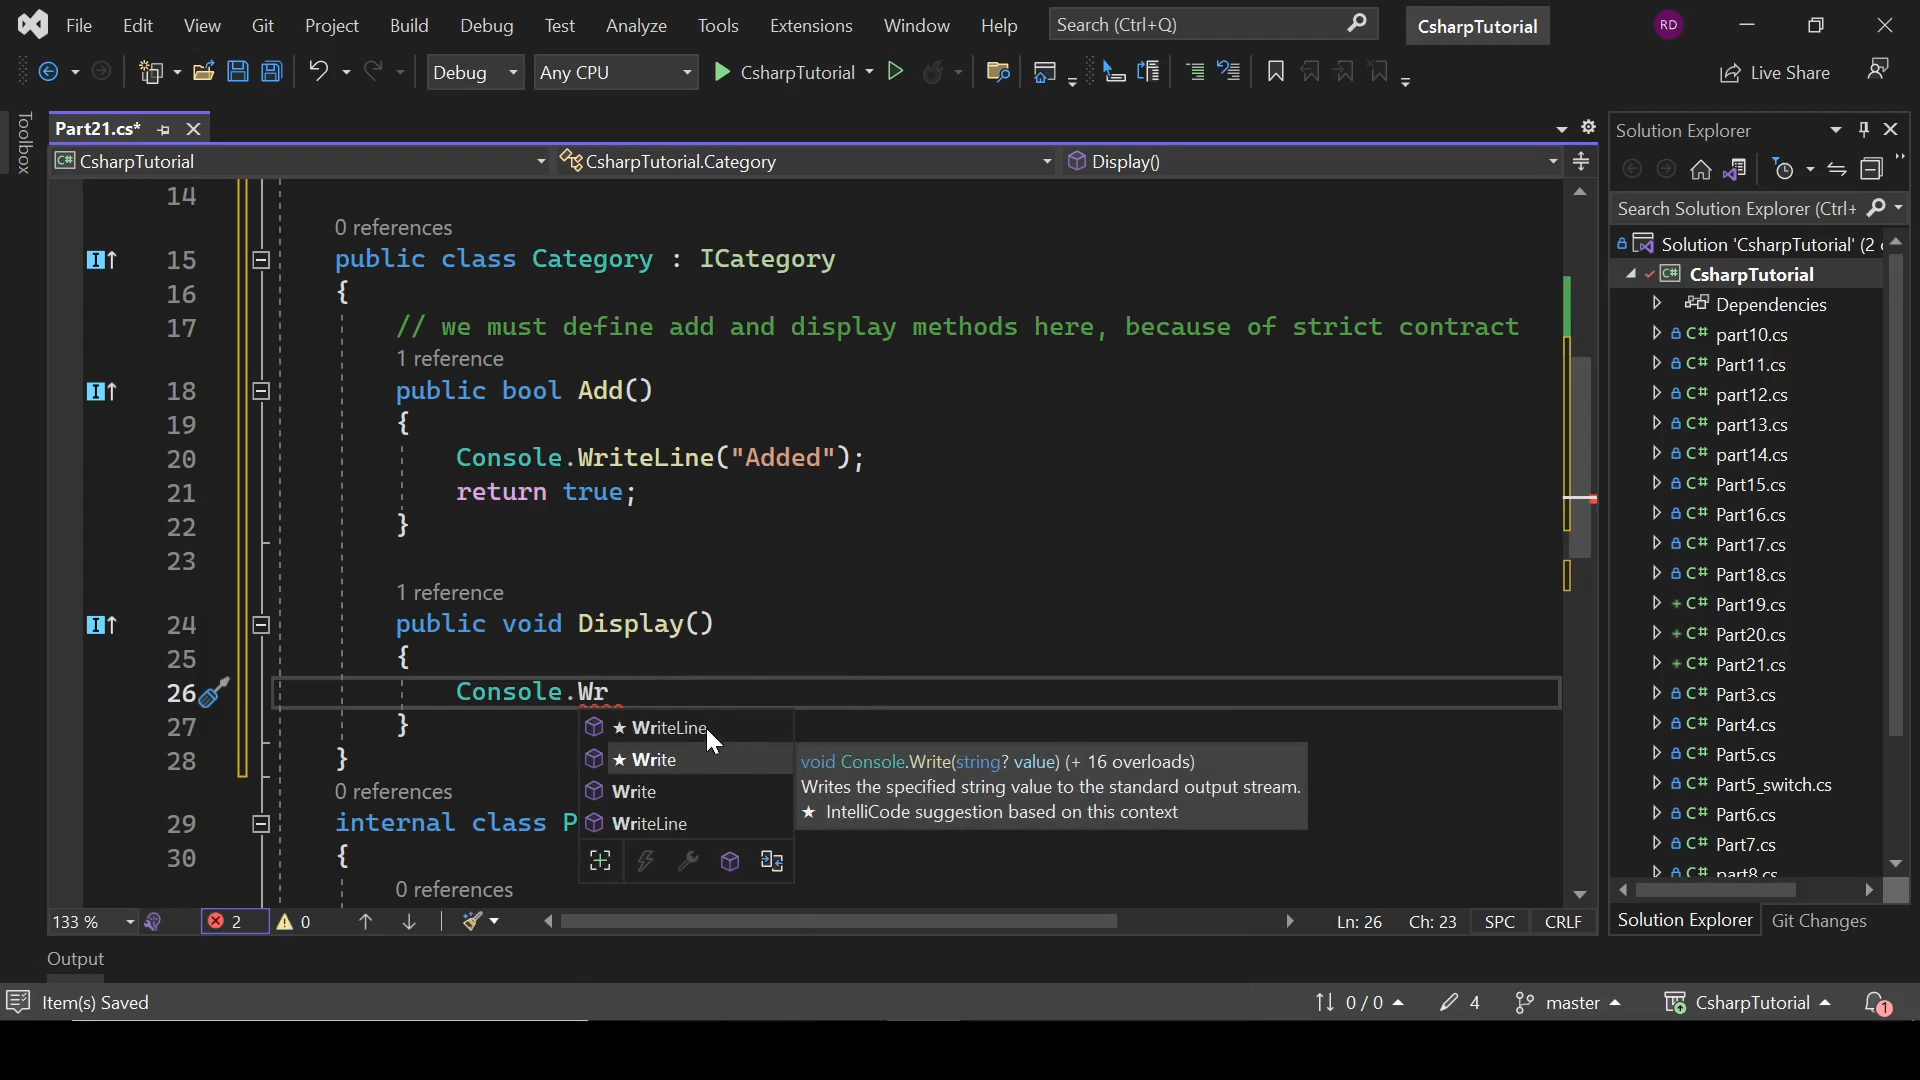 File Edit View Git Project Build Debug Test Analyze Tools Extensions Window Help Search (Ctrl+Q) CsharpTutorial RD
Debug Any CPU CsharpTutorial Live Share
Toolbox
Part21.cs*
CsharpTutorial CsharpTutorial.Category Display()
14
0 references
15 public class Category : ICategory
16 {
17 // we must define add and display methods here, because of strict contract
1 reference
18 public bool Add()
19 {
20 Console.WriteLine("Added");
21 return true;
22 }
23
1 reference
24 public void Display()
25 {
26 Console.Wr
27 }
28 }
0 references
29 internal class P
30 {
0 references
★ WriteLine
★ Write
Write
WriteLine
void Console.Write(string? value) (+ 16 overloads)
Writes the specified string value to the standard output stream.
★ IntelliCode suggestion based on this context
133 % 2 0 Ln: 26 Ch: 23 SPC CRLF
Output
Item(s) Saved 0 / 0 4 master CsharpTutorial 1
Solution Explorer
Search Solution Explorer (Ctrl+
Solution 'CsharpTutorial' (2
C# CsharpTutorial
Dependencies
C# part10.cs
C# Part11.cs
C# part12.cs
C# part13.cs
C# part14.cs
C# Part15.cs
C# Part16.cs
C# Part17.cs
C# Part18.cs
+ C# Part19.cs
+ C# Part20.cs
+ C# Part21.cs
C# Part3.cs
C# Part4.cs
C# Part5.cs
C# Part5_switch.cs
C# Part6.cs
C# Part7.cs
C# part8.cs
Solution Explorer Git Changes